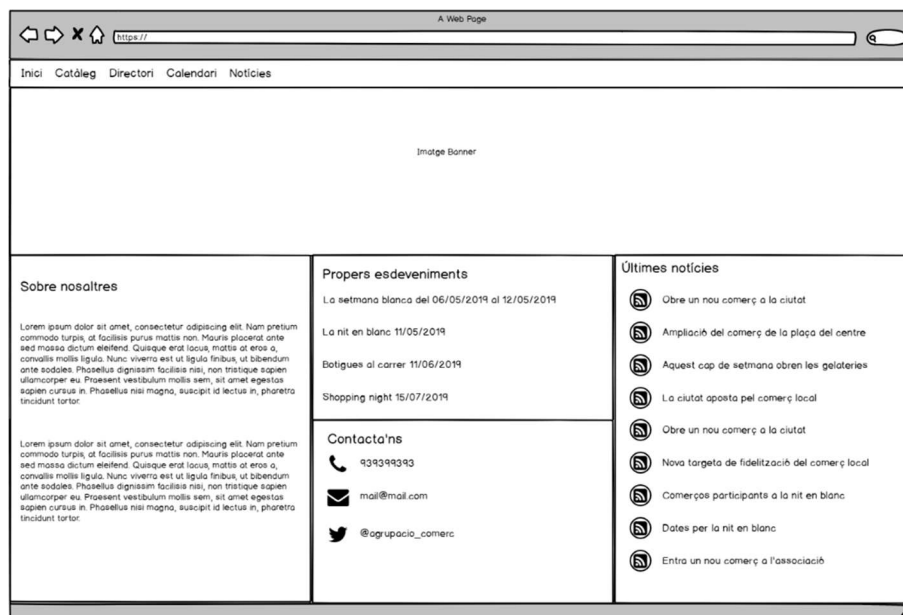 A Web Page
https://
Inici Catàleg Directori Calendari Notícies
Imatge Banner
Sobre nosaltres
Lorem ipsum dolor sit amet, consectetur adipiscing elit. Nam pretium
commodo turpis, at facilisis purus mattis non. Mauris placerat ante
sed massa dictum eleifend. Quisque erat lacus, mattis at eros a,
convallis mollis ligula. Nunc viverra est ut ligula finibus, ut bibendum
ante sodales. Phasellus dignissim facilisis nisi, non tristique sapien
ullamcorper eu. Praesent vestibulum mollis sem, sit amet egestas
sapien cursus in. Phasellus nisi magna, suscipit id lectus in, pharetra
tincidunt tortor.
Lorem ipsum dolor sit amet, consectetur adipiscing elit. Nam pretium
commodo turpis, at facilisis purus mattis non. Mauris placerat ante
sed massa dictum eleifend. Quisque erat lacus, mattis at eros a,
convallis mollis ligula. Nunc viverra est ut ligula finibus, ut bibendum
ante sodales. Phasellus dignissim facilisis nisi, non tristique sapien
ullamcorper eu. Praesent vestibulum mollis sem, sit amet egestas
sapien cursus in. Phasellus nisi magna, suscipit id lectus in, pharetra
tincidunt tortor.
Propers esdeveniments
La setmana blanca del 06/05/2019 al 12/05/2019
La nit en blanc 11/05/2019
Botigues al carrer 11/06/2019
Shopping night 15/07/2019
Contacta'ns
939399393
mail@mail.com
@agrupacio_comerc
Últimes notícies
Obre un nou comerç a la ciutat
Ampliació del comerç de la plaça del centre
Aquest cap de setmana obren les gelateries
La ciutat aposta pel comerç local
Obre un nou comerç a la ciutat
Nova targeta de fidelització del comerç local
Comerços participants a la nit en blanc
Dates per la nit en blanc
Entra un nou comerç a l'associació